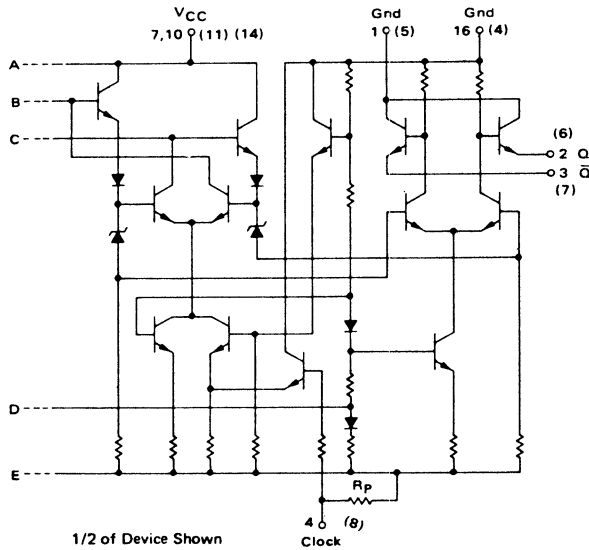 VCC
7,10 (11) (14)
Gnd
1 (5)
Gnd
16 (4)
A
B
C
(6)
2 Q
3 Q̅
(7)
D
E
RP
4 (8)
Clock
1/2 of Device Shown